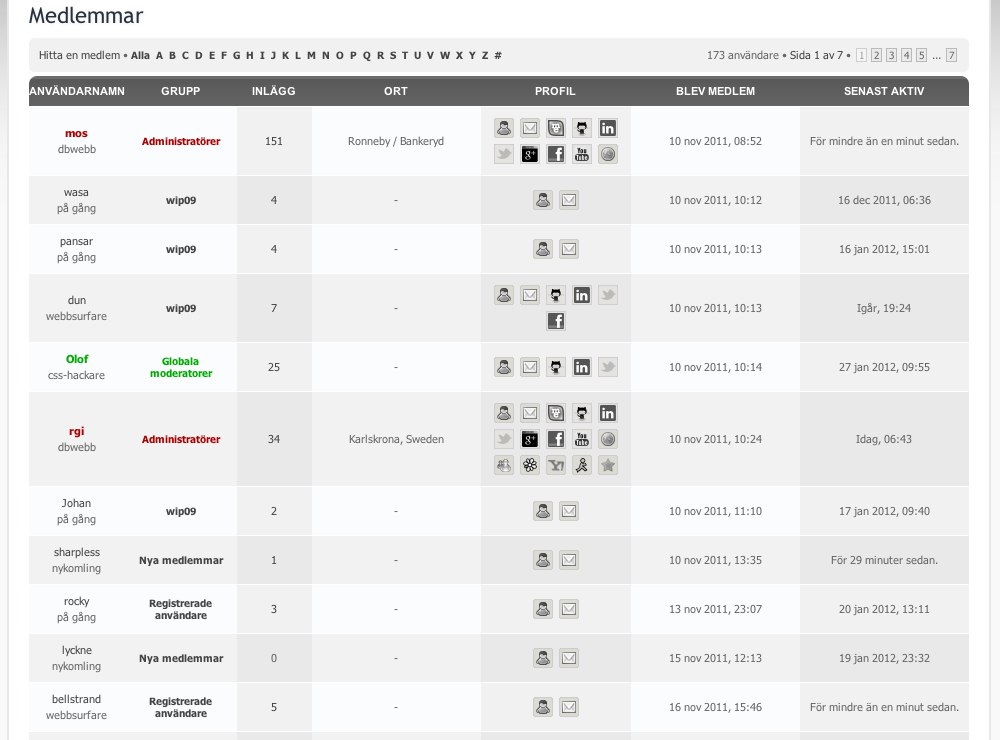 Medlemmar
Hitta en medlem • Alla A B C D E F G H I J K L M N O P Q R S T U V W X Y Z #
173 användare • Sida 1 av 7 • 1 2 3 4 5 ... 7
ANVÄNDARNAMN GRUPP INLÄGG ORT PROFIL BLEV MEDLEM SENAST AKTIV
mos
dbwebb
Administratörer
151
Ronneby / Bankeryd
10 nov 2011, 08:52
För mindre än en minut sedan.
wasa
på gång
wip09
4
-
10 nov 2011, 10:12
16 dec 2011, 06:36
pansar
på gång
wip09
4
-
10 nov 2011, 10:13
16 jan 2012, 15:01
dun
webbsurfare
wip09
7
-
10 nov 2011, 10:13
Igår, 19:24
Olof
css-hackare
Globala
moderatorer
25
-
10 nov 2011, 10:14
27 jan 2012, 09:55
rgi
dbwebb
Administratörer
34
Karlskrona, Sweden
10 nov 2011, 10:24
Idag, 06:43
Johan
på gång
wip09
2
-
10 nov 2011, 11:10
17 jan 2012, 09:40
sharpless
nykomling
Nya medlemmar
1
-
10 nov 2011, 13:35
För 29 minuter sedan.
rocky
på gång
Registrerade
användare
3
-
13 nov 2011, 23:07
20 jan 2012, 13:11
lyckne
nykomling
Nya medlemmar
0
-
15 nov 2011, 12:13
19 jan 2012, 23:32
bellstrand
webbsurfare
Registrerade
användare
5
-
16 nov 2011, 15:46
För mindre än en minut sedan.